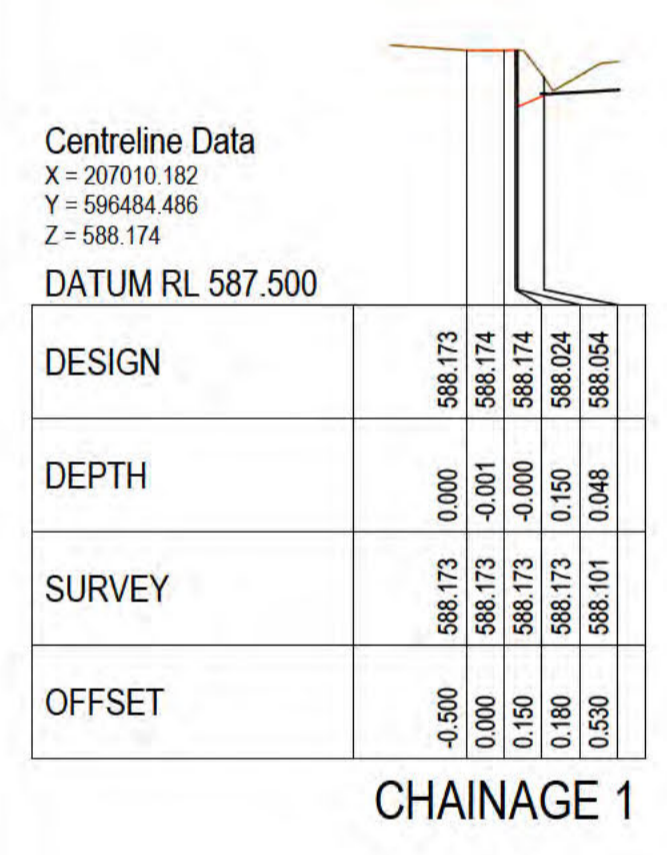 Centreline Data
X = 207010.182
Y = 596484.486
Z = 588.174
DATUM RL 587.500
DESIGN 588.173 588.174 588.174 588.024 588.054
DEPTH 0.000 -0.001 -0.000 0.150 0.048
SURVEY 588.173 588.173 588.173 588.173 588.101
OFFSET -0.500 0.000 0.150 0.180 0.530
CHAINAGE 1